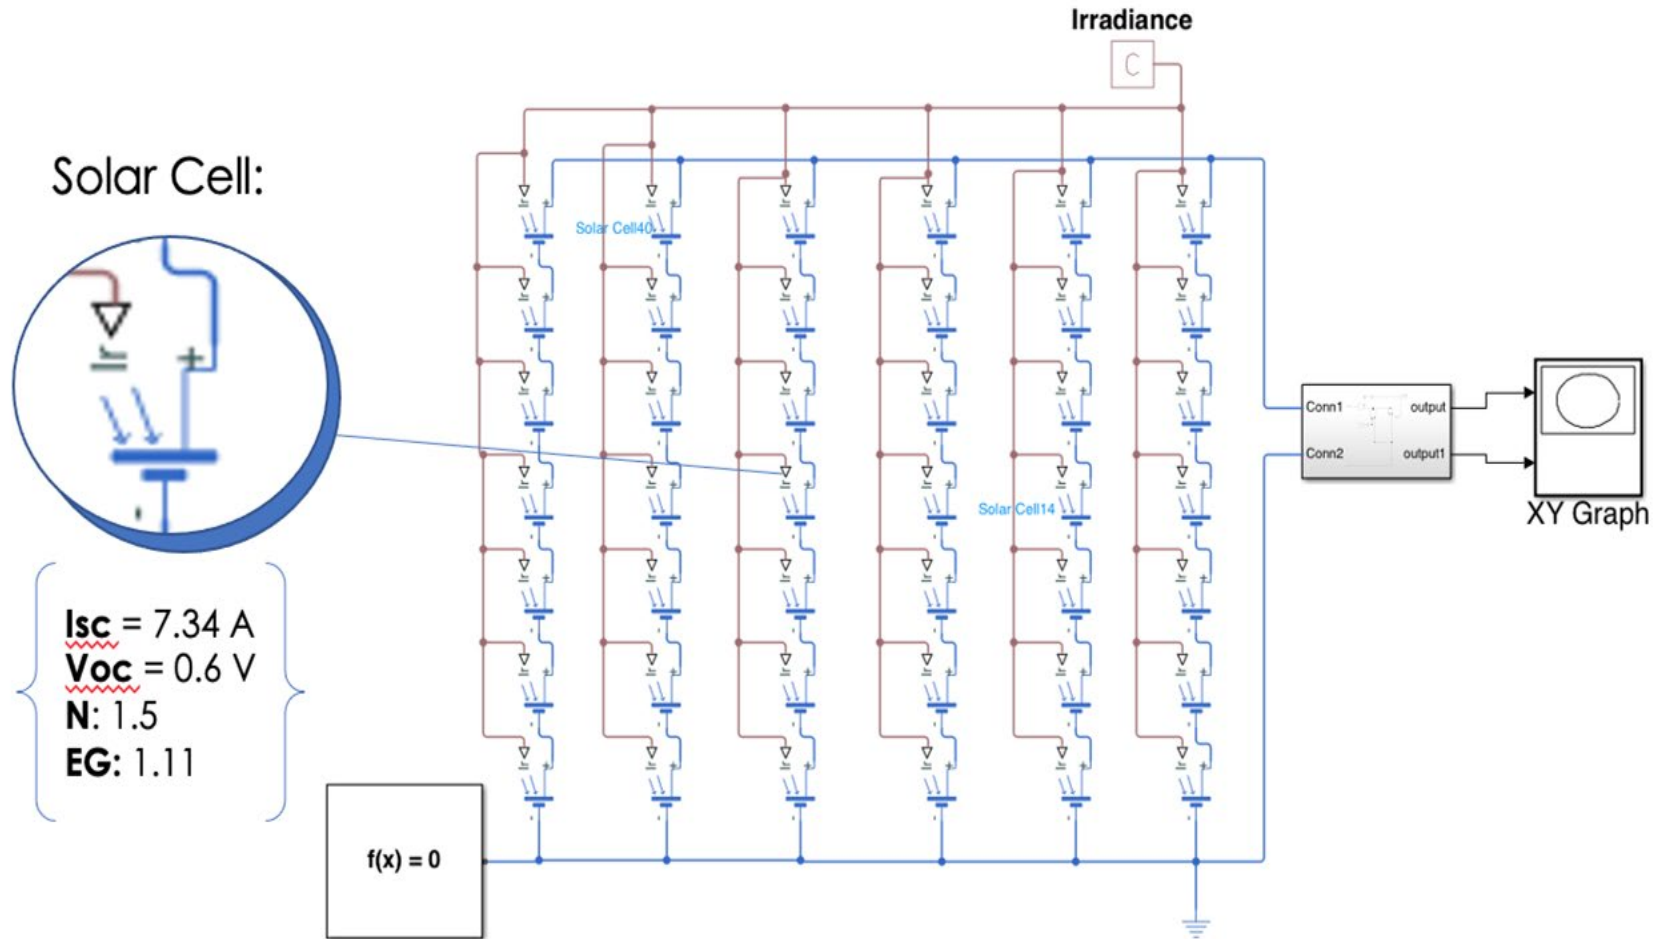 Irradiance
C
Solar Cell:
Ir
+
-
Solar Cell40
Solar Cell14
Conn1
output
Conn2
output1
XY Graph
Isc = 7.34 A
Voc = 0.6 V
N: 1.5
EG: 1.11
f(x) = 0